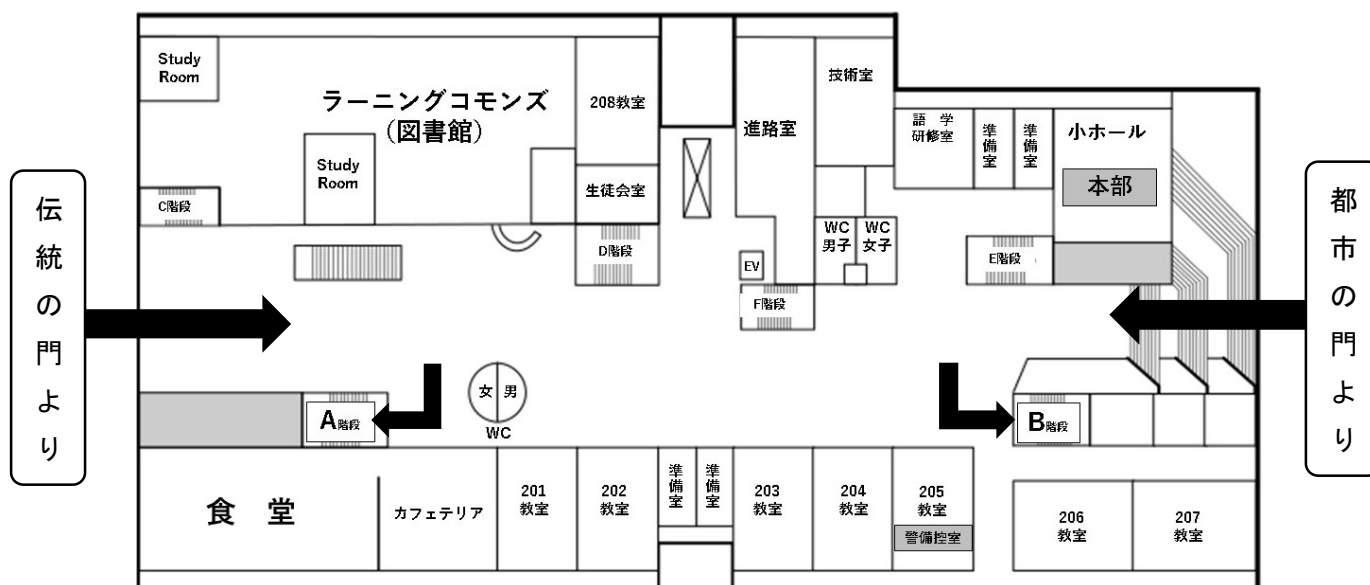 伝統の門より
Study
Room
ラーニングコモンズ
（図書館）
Study
Room
C階段
208教室
生徒会室
D階段
進路室
技術室
EV
F階段
WC
男子
WC
女子
語 学
研修室
準備室
準備室
小ホール
本部
E階段
都市の門より
A階段
女 男
WC
B階段
食 堂
カフェテリア
201
教室
202
教室
準備室
準備室
203
教室
204
教室
205
教室
警備控室
206
教室
207
教室